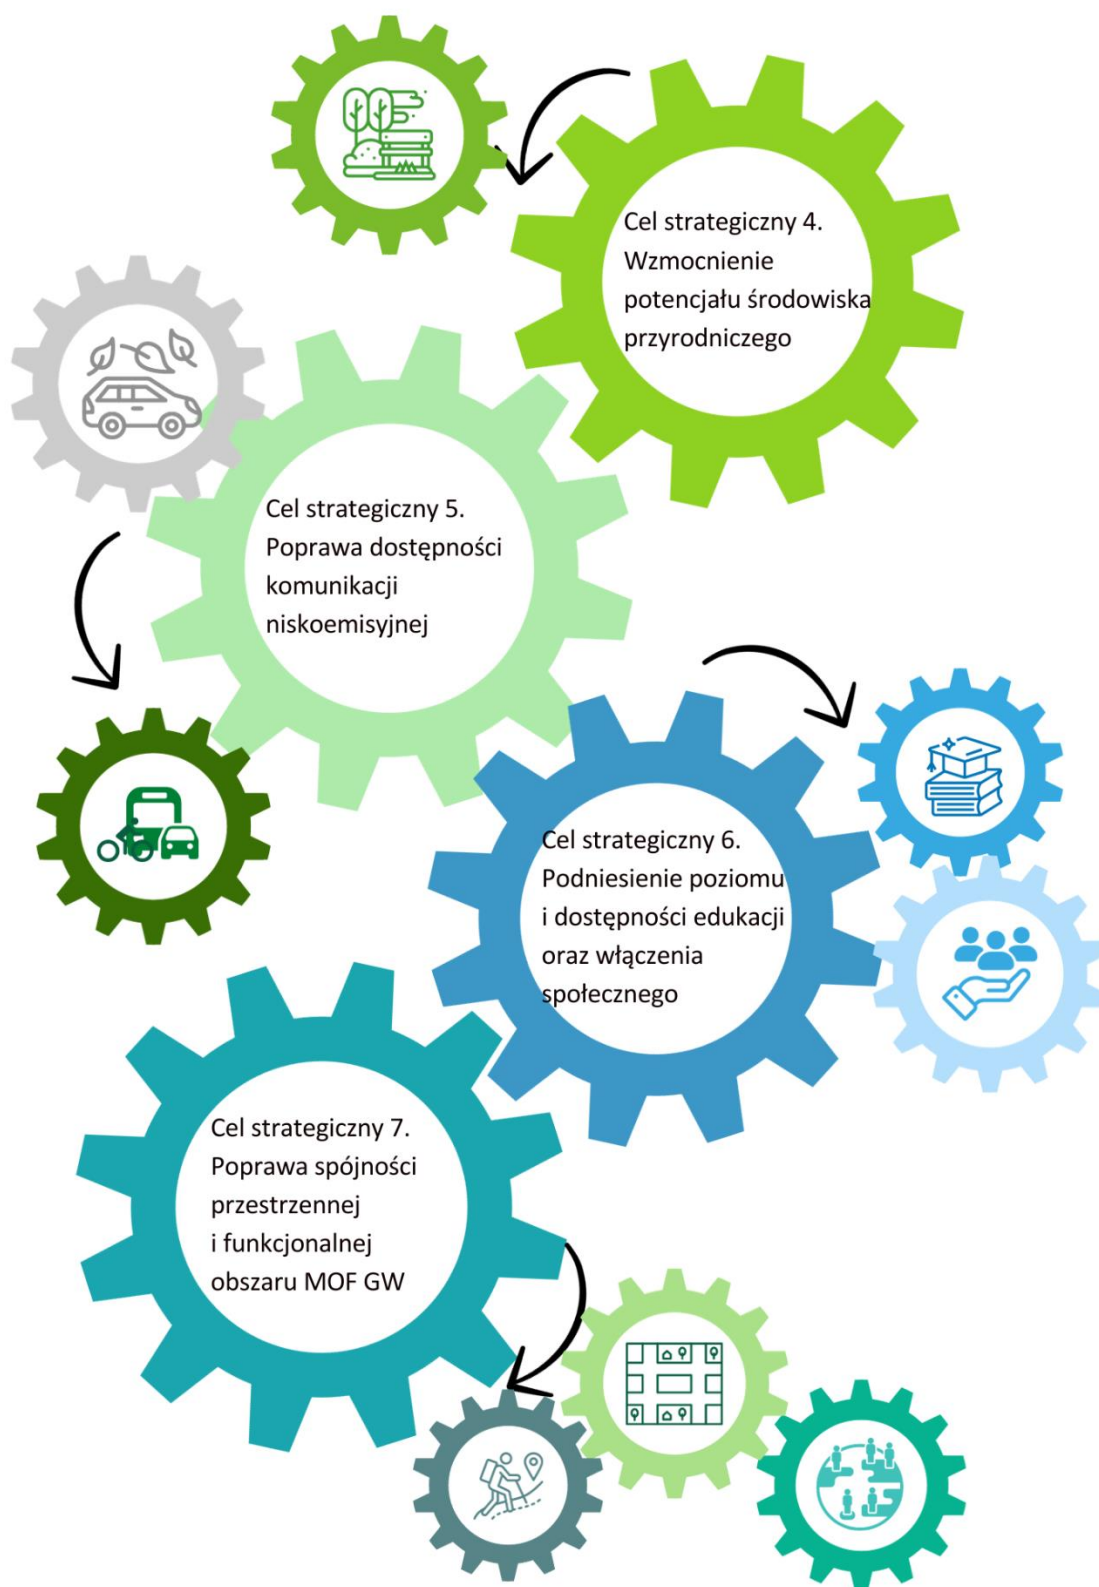 Cel strategiczny 4.
Wzmocnienie
potencjału środowiska
przyrodniczego
Cel strategiczny 5.
Poprawa dostępności
komunikacji
niskoemisyjnej
Cel strategiczny 6.
Podniesienie poziomu
i dostępności edukacji
oraz włączenia
społecznego
Cel strategiczny 7.
Poprawa spójności
przestrzennej
i funkcjonalnej
obszaru MOF GW